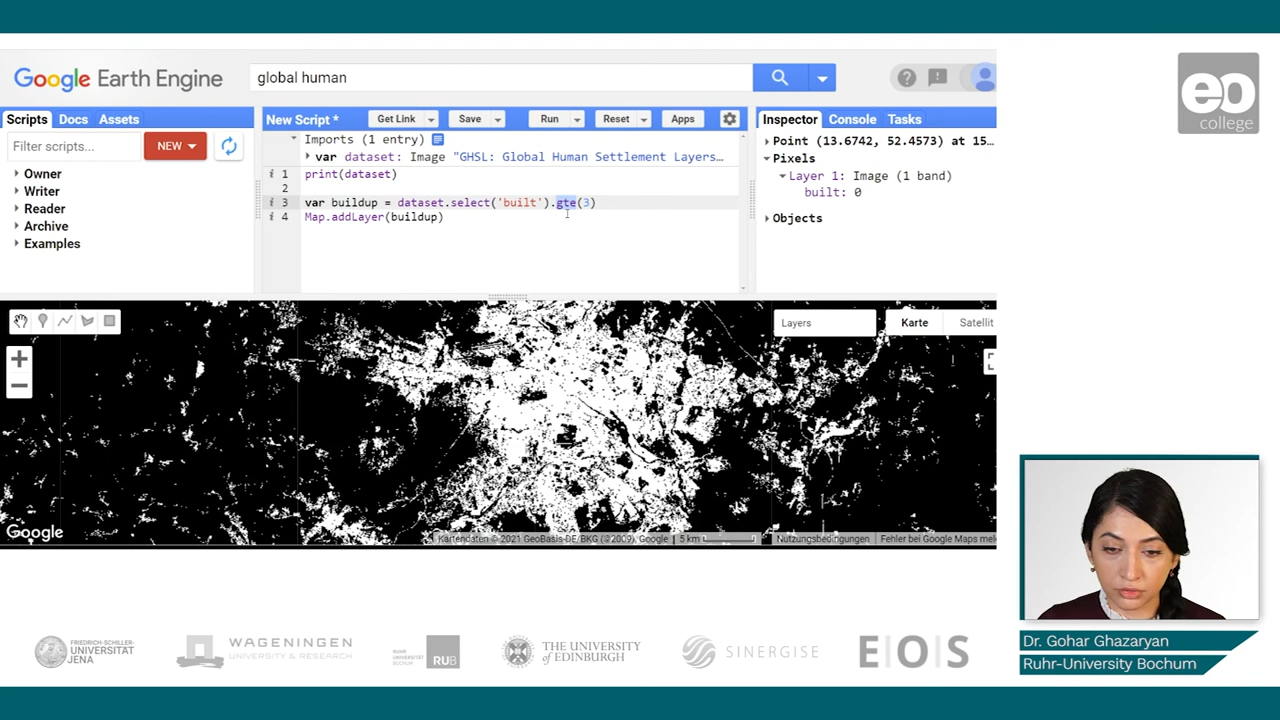 Google Earth Engine
global human
eo
college
Scripts Docs Assets
Filter scripts...
NEW
Owner
Writer
Reader
Archive
Examples
New Script *
Get Link
Save
Run
Reset
Apps
Imports (1 entry)
var dataset: Image "GHSL: Global Human Settlement Layers…
i 1 print(dataset)
2
i 3 var buildup = dataset.select('built').gte(3)
i 4 Map.addLayer(buildup)
Inspector Console Tasks
Point (13.6742, 52.4573) at 15...
Pixels
Layer 1: Image (1 band)
built: 0
Objects
Layers
Karte
Satellit
Google
Kartendaten © 2021 GeoBasis-DE/BKG (©2009), Google
5 km
Nutzungsbedingungen
Fehler bei Google Maps mel
Dr. Gohar Ghazaryan
Ruhr-University Bochum
FRIEDRICH-SCHILLER-
UNIVERSITÄT
JENA
WAGENINGEN
UNIVERSITY & RESEARCH
RUHR
UNIVERSITÄT
BOCHUM
RUB
THE UNIVERSITY
of EDINBURGH
SINERGISE
E|O|S